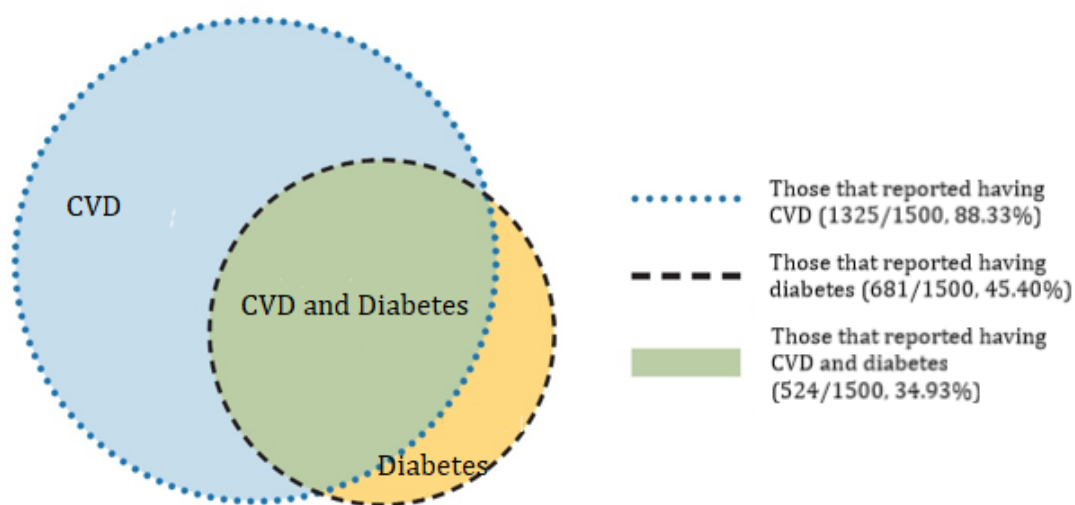 CVD
CVD and Diabetes
Diabetes
Those that reported having
CVD (1325/1500, 88.33%)
Those that reported having
diabetes (681/1500, 45.40%)
Those that reported having
CVD and diabetes
(524/1500, 34.93%)